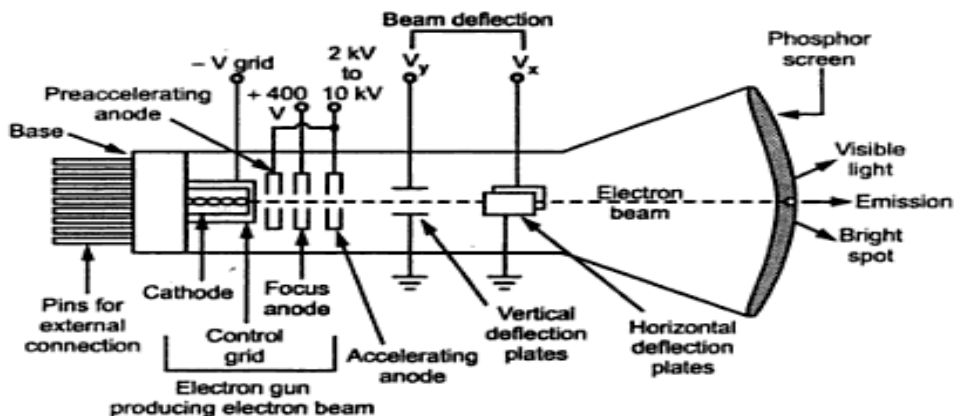 Beam deflection
Phosphor
screen
– V grid
2 kV
to
10 kV
Vy
Vx
+ 400
V
Preaccelerating
anode
Base
Visible
light
Electron
beam
Emission
Bright
spot
Pins for
external
connection
Cathode
Control
grid
Focus
anode
Accelerating
anode
Vertical
deflection
plates
Horizontal
deflection
plates
Electron gun
producing electron beam